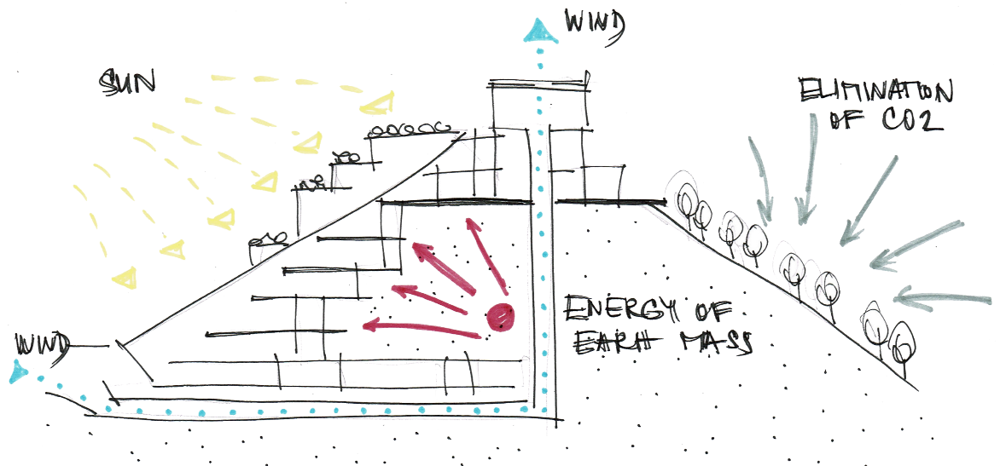 WIND
SUN
ELIMINATION
OF CO2
ENERGY OF
EARH MASS
WIND